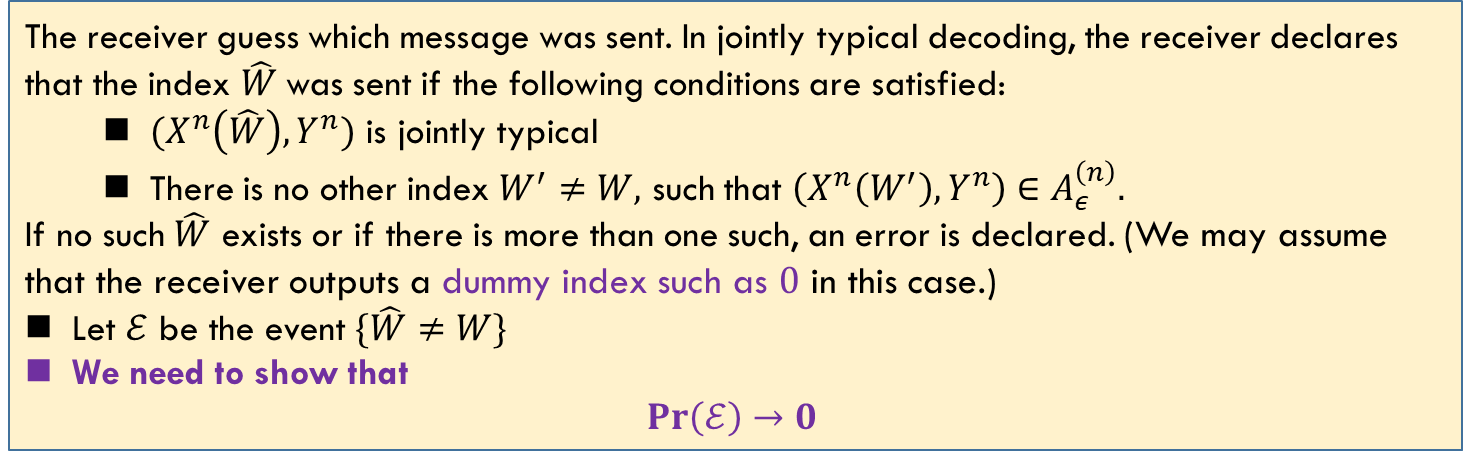 The receiver guess which message was sent. In jointly typical decoding, the receiver declares
that the index Ŵ was sent if the following conditions are satisfied:
■ (Xⁿ(Ŵ), Yⁿ) is jointly typical
■ There is no other index W′ ≠ W, such that (Xⁿ(W′), Yⁿ) ∈ A_ϵ^(n).
If no such Ŵ exists or if there is more than one such, an error is declared. (We may assume
that the receiver outputs a dummy index such as 0 in this case.)
■ Let ℰ be the event {Ŵ ≠ W}
■ We need to show that
Pr(ℰ) → 0